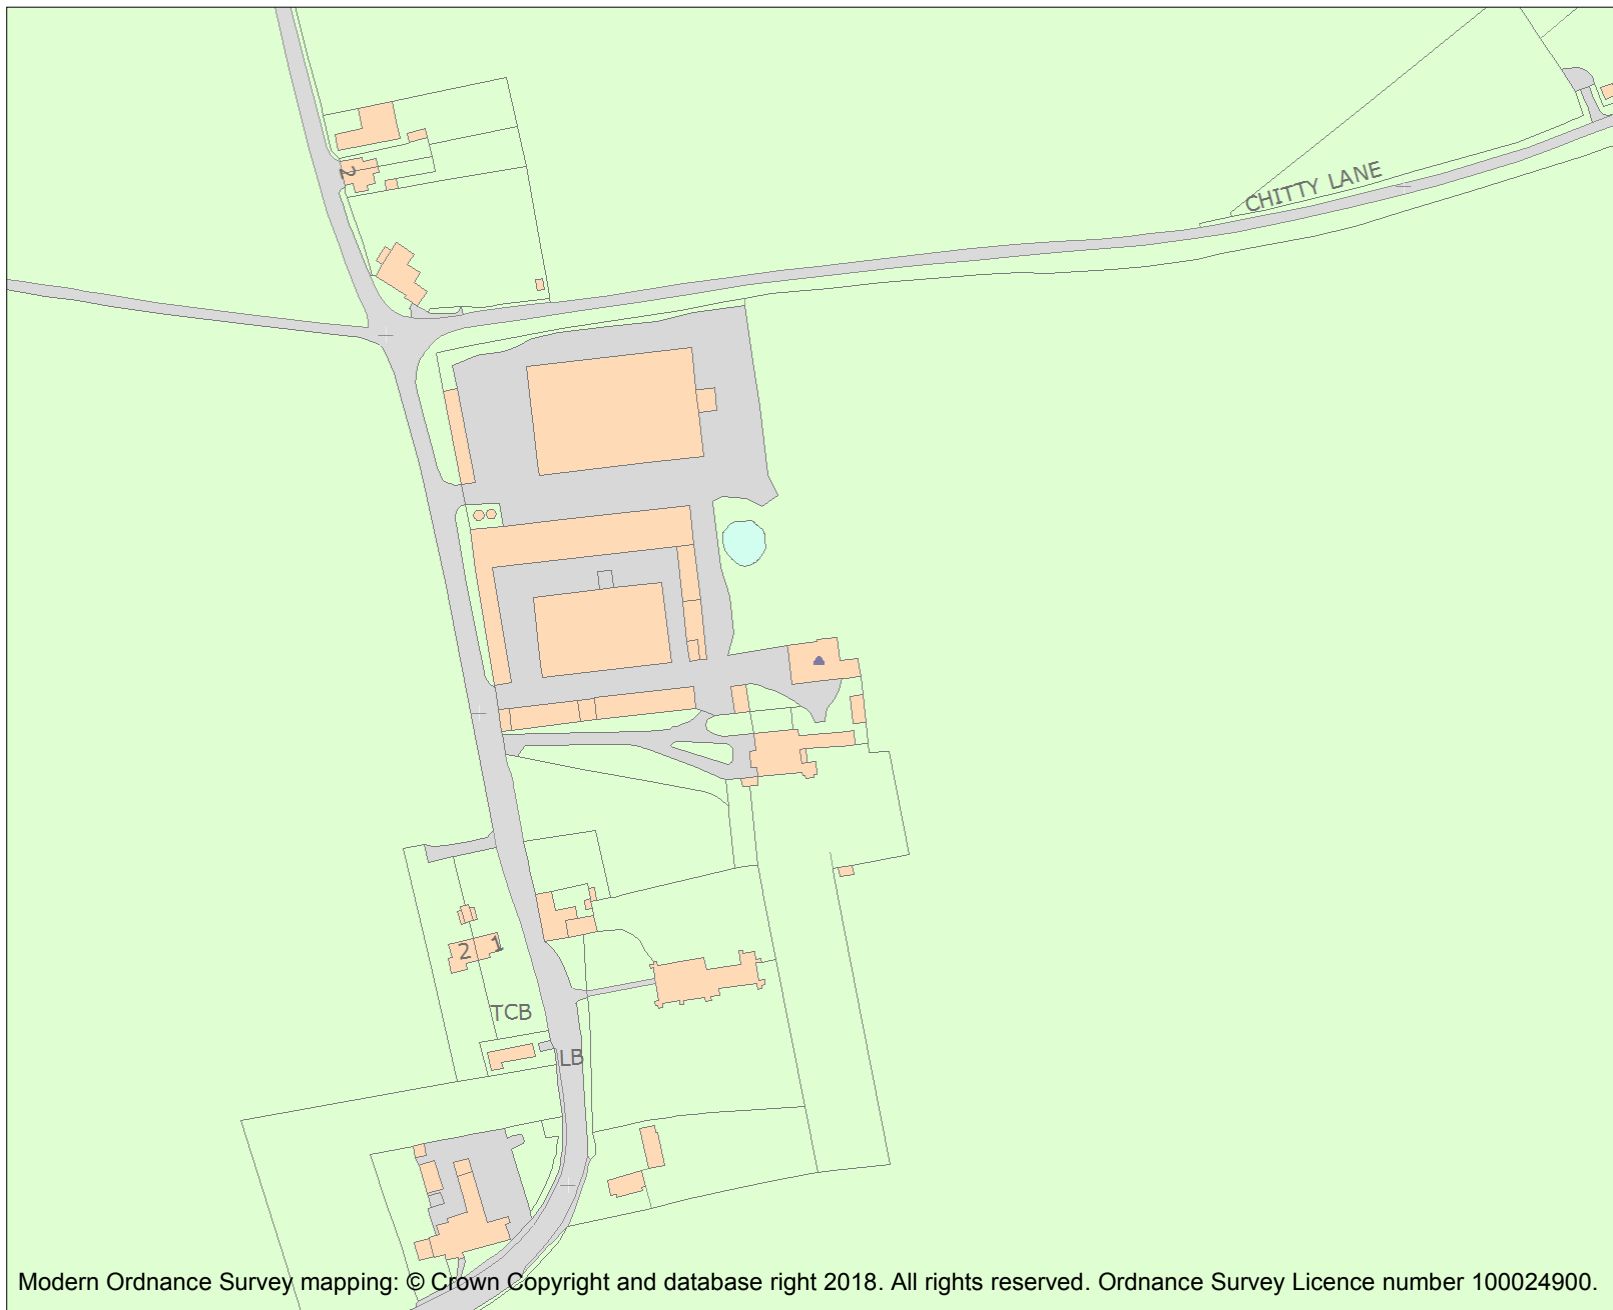 2
CHITTY LANE
2 1
TCB
LB
Modern Ordnance Survey mapping: © Crown Copyright and database right 2018. All rights reserved. Ordnance Survey Licence number 100024900.